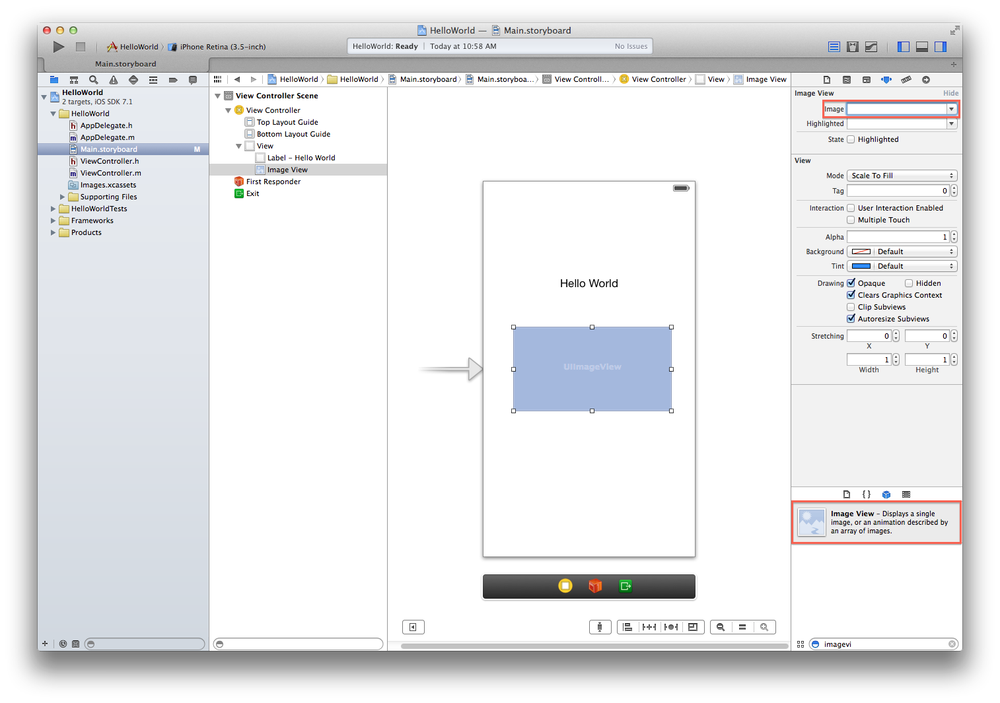 HelloWorld — Main.storyboard
HelloWorld iPhone Retina (3.5-inch)
HelloWorld: Ready Today at 10:58 AM No Issues
Main.storyboard
HelloWorld HelloWorld Main.storyboard Main.storyboa... View Controll... View Controller View Image View
HelloWorld
2 targets, iOS SDK 7.1
HelloWorld
AppDelegate.h
AppDelegate.m
Main.storyboard M
ViewController.h
ViewController.m
Images.xcassets
Supporting Files
HelloWorldTests
Frameworks
Products
View Controller Scene
View Controller
Top Layout Guide
Bottom Layout Guide
View
Label – Hello World
Image View
First Responder
Exit
Hello World
UIImageView
Image View Hide
Image
Highlighted
State Highlighted
View
Mode Scale To Fill
Tag 0
Interaction User Interaction Enabled
Multiple Touch
Alpha 1
Background Default
Tint Default
Drawing Opaque Hidden
Clears Graphics Context
Clip Subviews
Autoresize Subviews
Stretching 0 0
X Y
1 1
Width Height
{ }
Image View – Displays a single
image, or an animation described by
an array of images.
imagevi